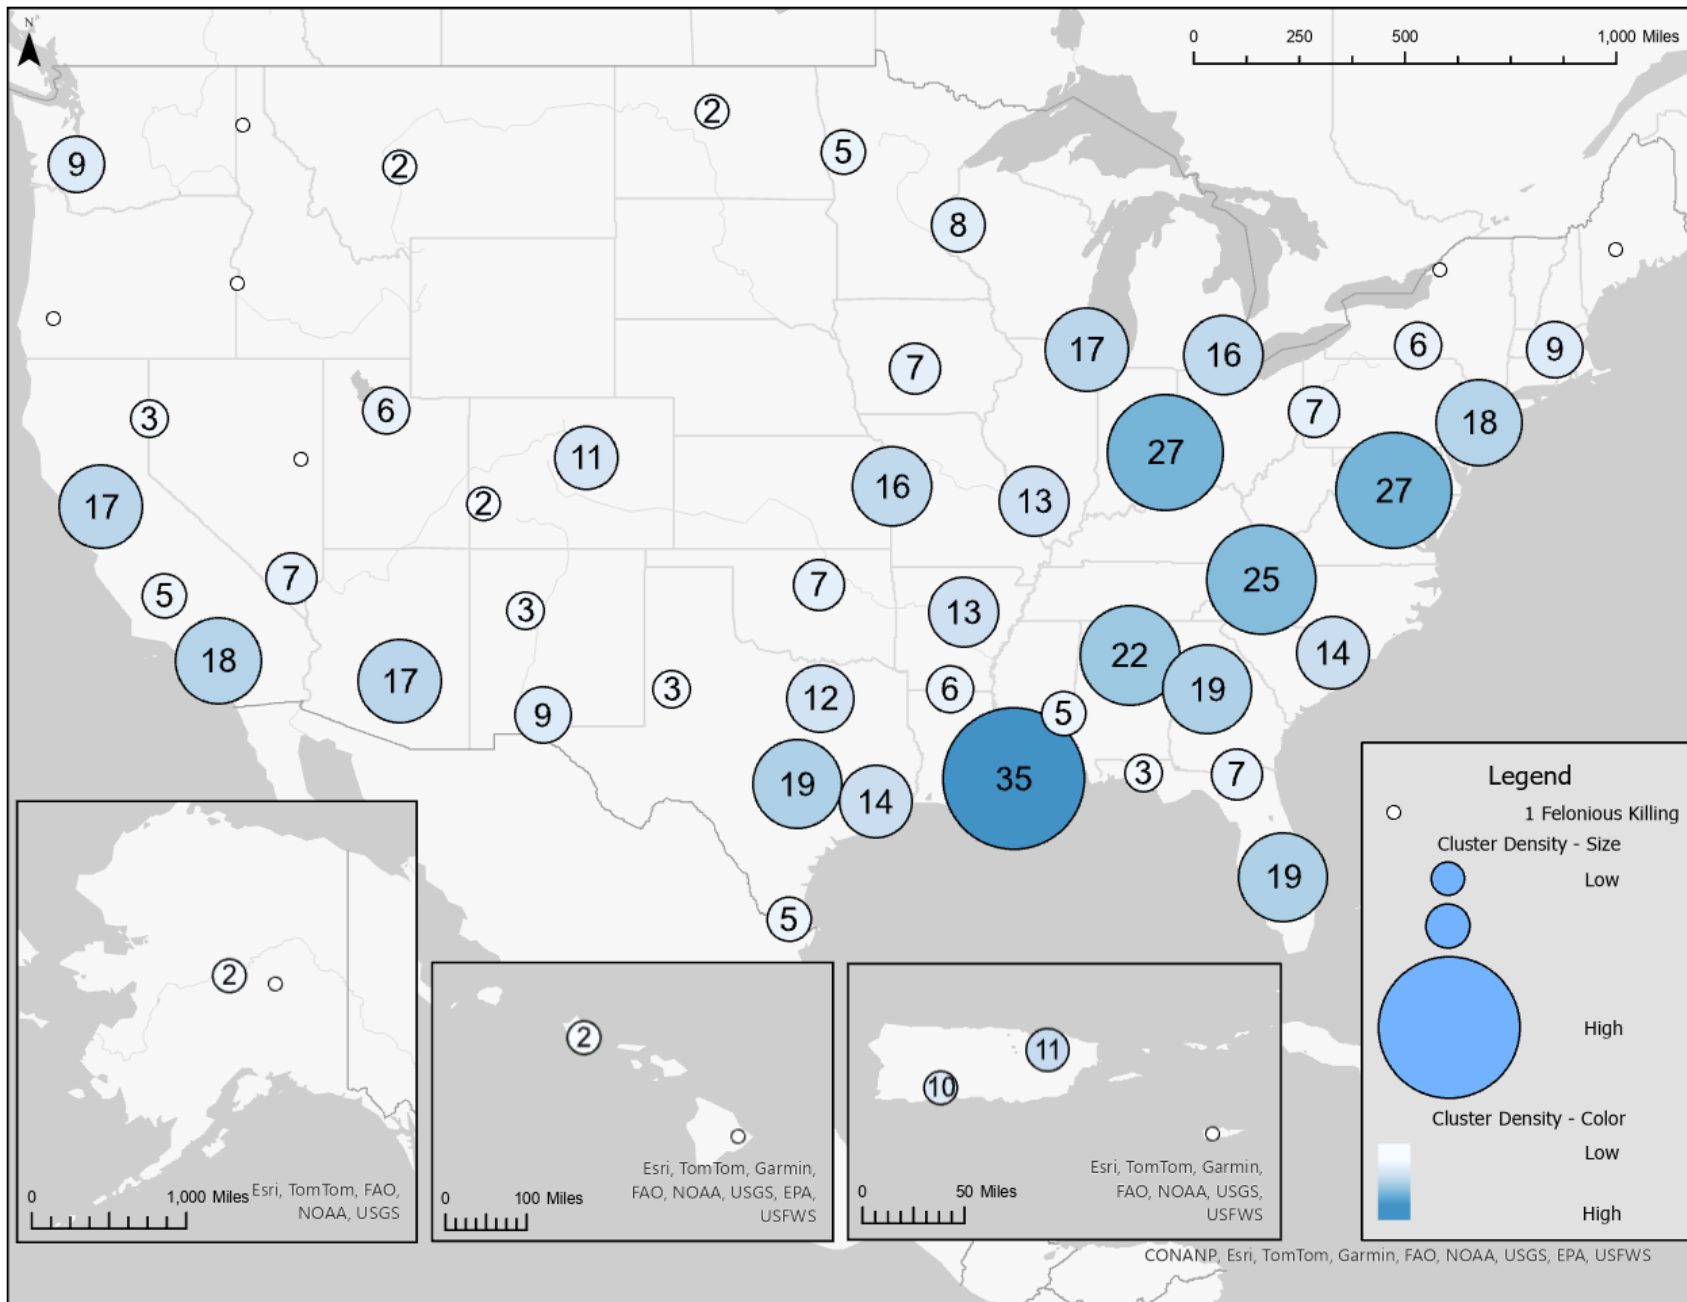 N
0 250 500 1,000 Miles
2
5
9
2
8
17
16
6
9
7
6
3
7
18
11
27
16
13
27
17
2
7
5
7
25
3
13
18
17
22
14
19
3
6
12
9
5
35
3
7
19
14
19
5
Legend
1 Felonious Killing
Cluster Density - Size
Low
High
Cluster Density - Color
Low
High
2
0 1,000 Miles
Esri, TomTom, FAO,
NOAA, USGS
2
0 100 Miles
Esri, TomTom, Garmin,
FAO, NOAA, USGS, EPA,
USFWS
11
10
0 50 Miles
Esri, TomTom, Garmin,
FAO, NOAA, USGS,
USFWS
CONANP, Esri, TomTom, Garmin, FAO, NOAA, USGS, EPA, USFWS